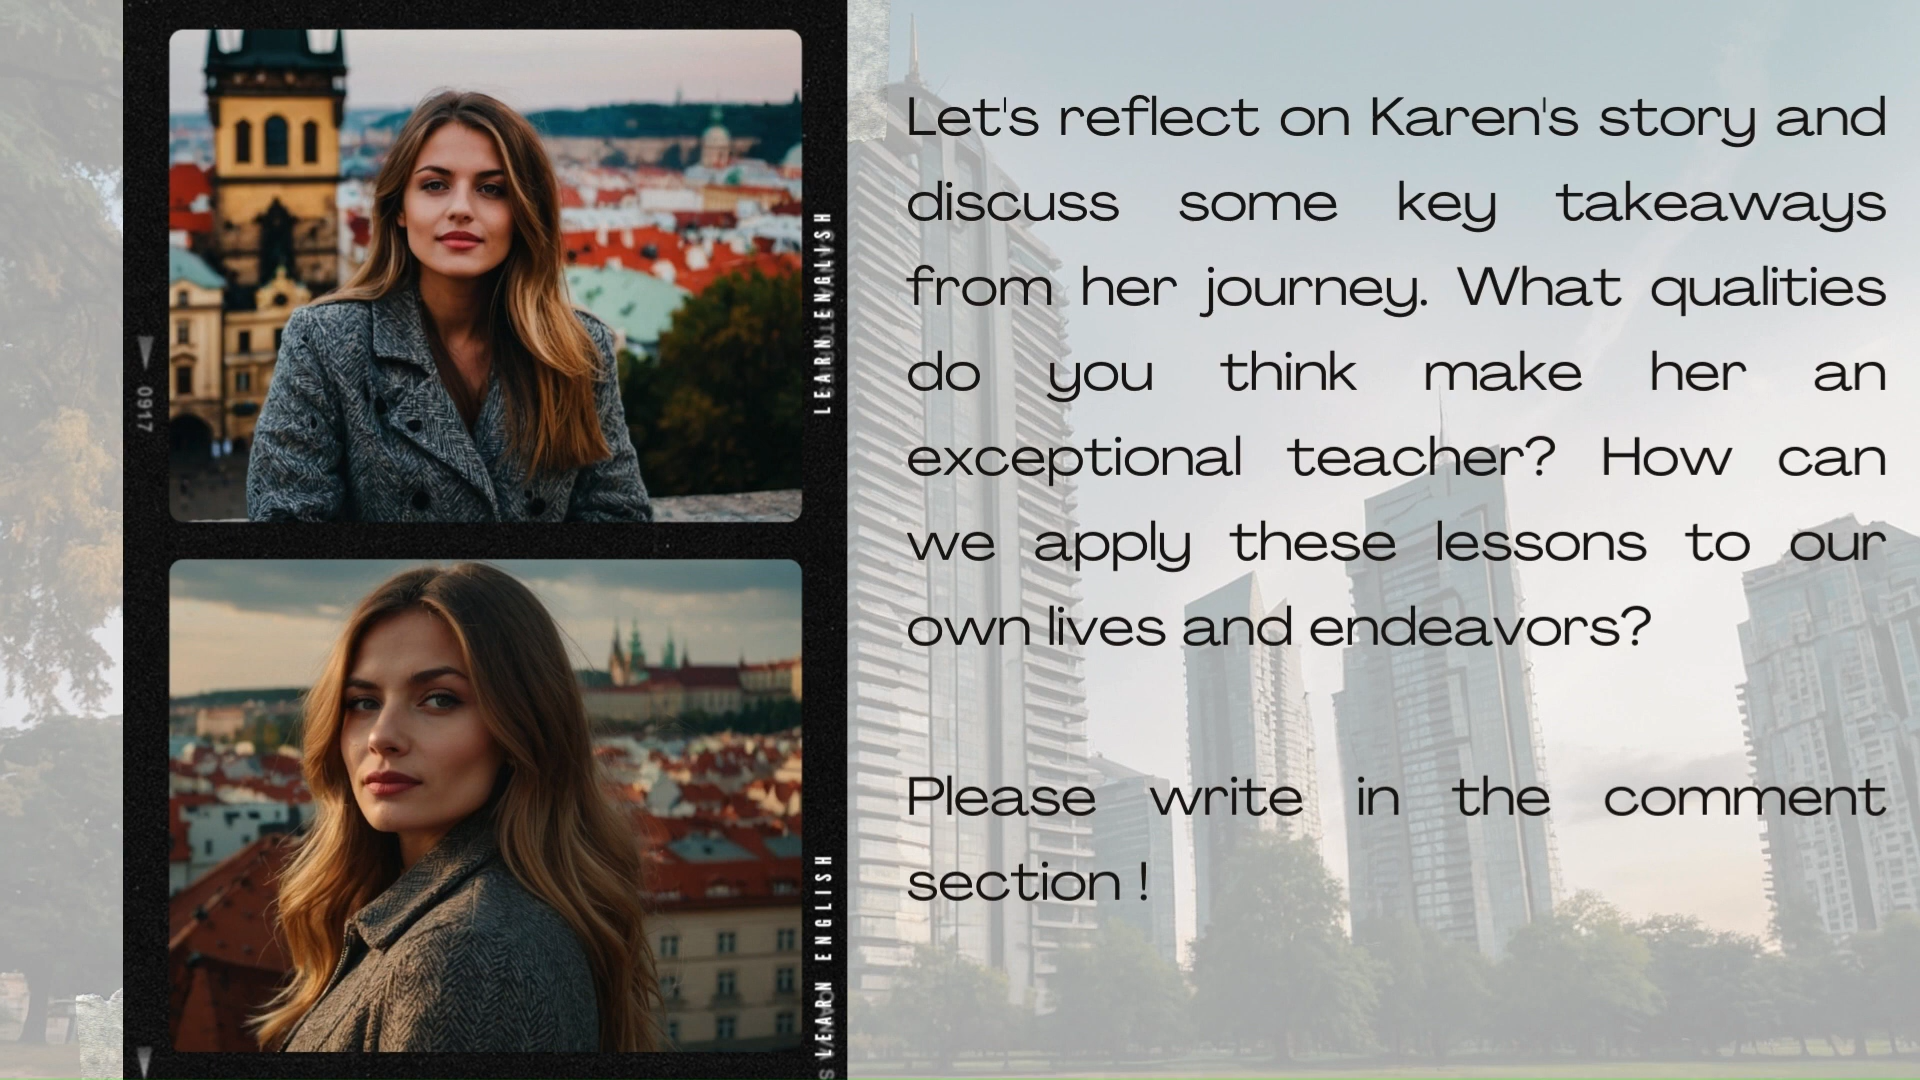 Let's reflect on Karen's story and
discuss some key takeaways
from her journey. What qualities
do you think make her an
exceptional teacher? How can
we apply these lessons to our
own lives and endeavors?
Please write in the comment
section !
LEARN ENGLISH
LEARN ENGLISH
0917